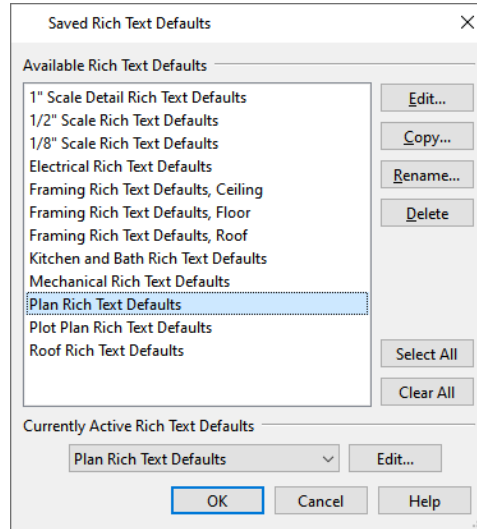 Saved Rich Text Defaults
Available Rich Text Defaults
1" Scale Detail Rich Text Defaults
1/2" Scale Rich Text Defaults
1/8" Scale Rich Text Defaults
Electrical Rich Text Defaults
Framing Rich Text Defaults, Ceiling
Framing Rich Text Defaults, Floor
Framing Rich Text Defaults, Roof
Kitchen and Bath Rich Text Defaults
Mechanical Rich Text Defaults
Plan Rich Text Defaults
Plot Plan Rich Text Defaults
Roof Rich Text Defaults
Edit...
Copy...
Rename...
Delete
Select All
Clear All
Currently Active Rich Text Defaults
Plan Rich Text Defaults
Edit...
OK
Cancel
Help